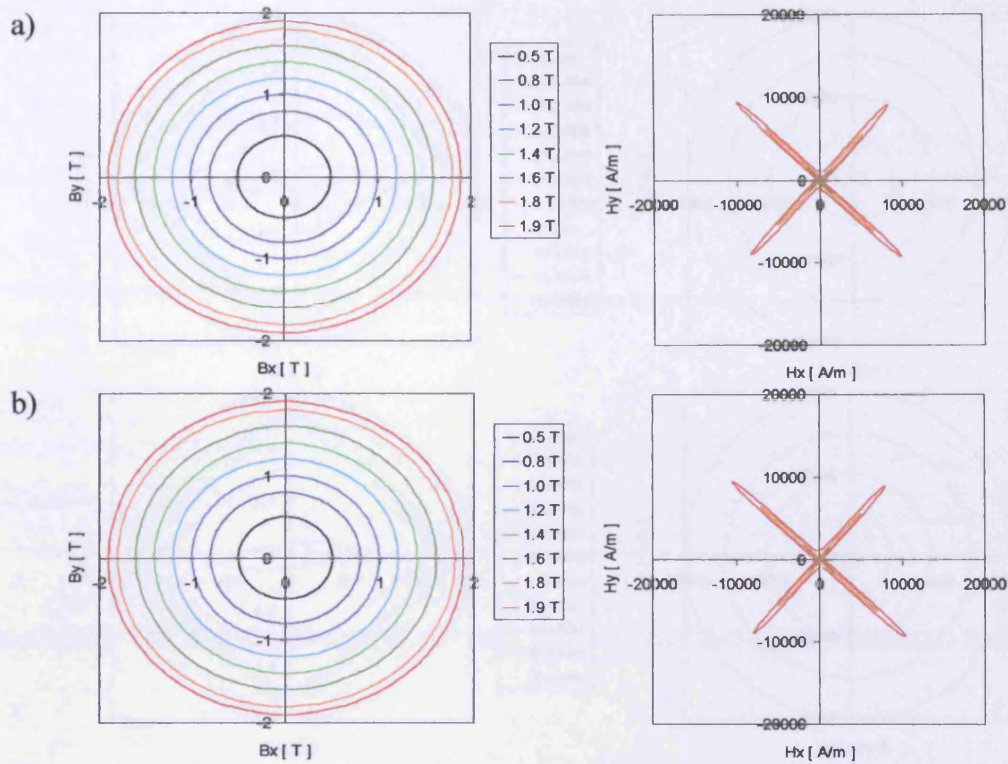 a)
2
1
0
-1
-2
-2
-1
0
1
2
By [ T ]
Bx [ T ]
0.5 T
0.8 T
1.0 T
1.2 T
1.4 T
1.6 T
1.8 T
1.9 T
20000
10000
0
-10000
-20000
-20000
-10000
0
10000
20000
Hy [ A/m ]
Hx [ A/m ]
b)
2
1
0
-1
-2
-2
-1
0
1
2
By [ T ]
Bx [ T ]
0.5 T
0.8 T
1.0 T
1.2 T
1.4 T
1.6 T
1.8 T
1.9 T
20000
10000
0
-10000
-20000
-20000
-10000
0
10000
20000
Hy [ A/m ]
Hx [ A/m ]